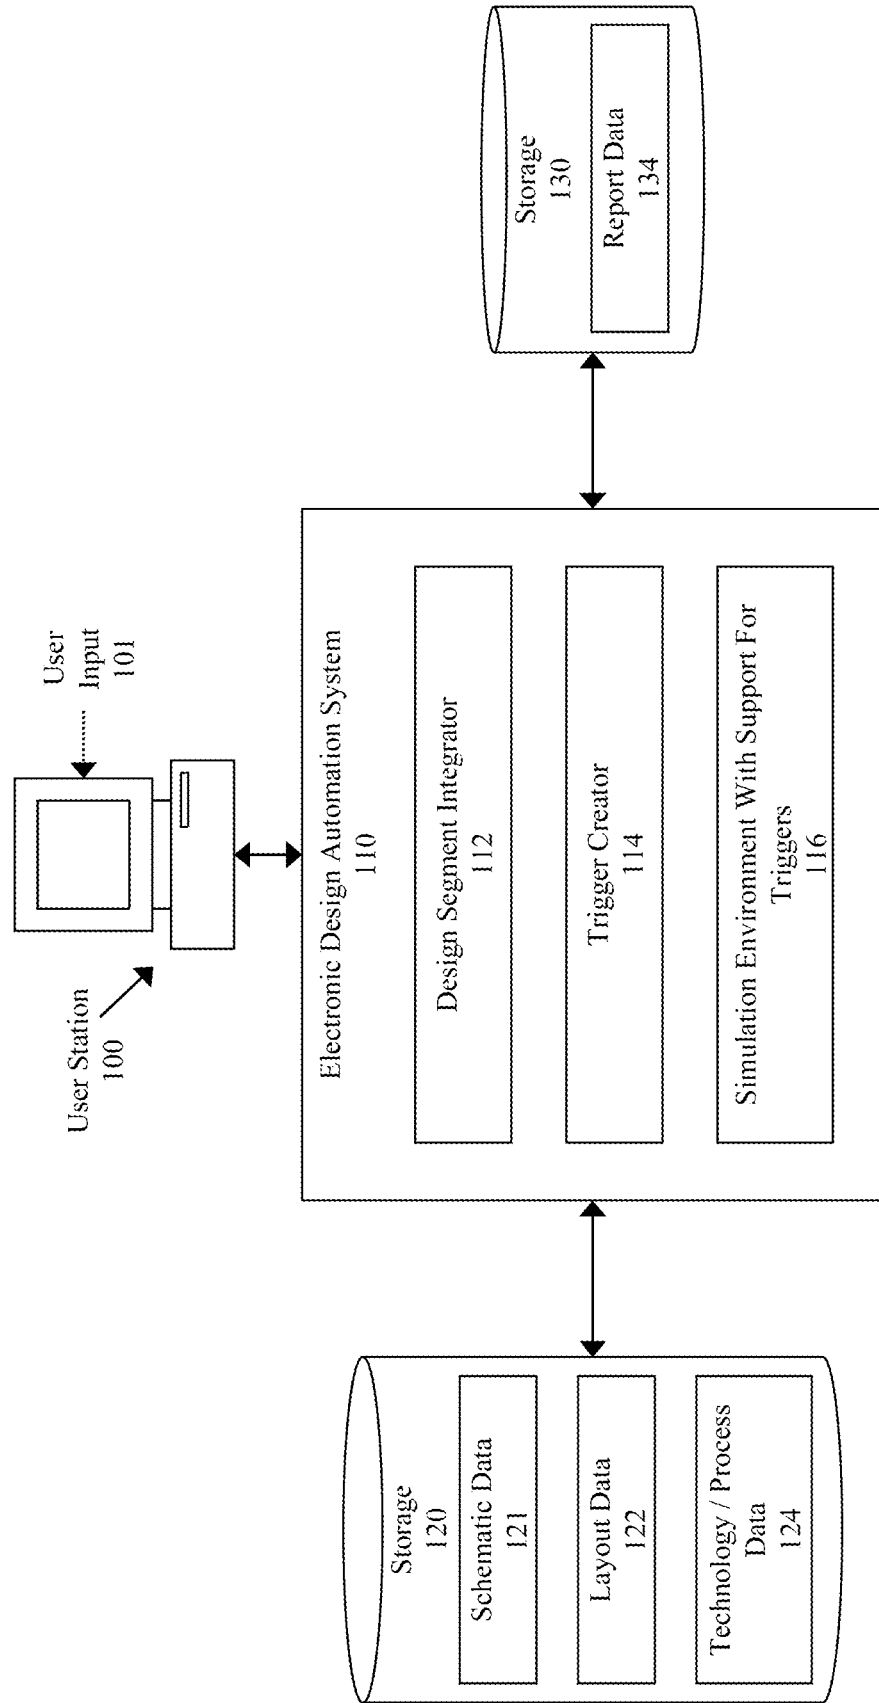 User Station
100
User
Input
101
Electronic Design Automation System
110
Design Segment Integrator
112
Trigger Creator
114
Simulation Environment With Support For
Triggers
116
Storage
120
Schematic Data
121
Layout Data
122
Technology / Process
Data
124
Storage
130
Report Data
134